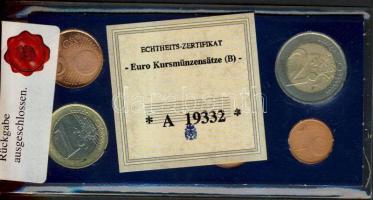 ECHTHEITS-ZERTIFIKAT
- Euro Kursmünzensätze (B) -
* A 19332 *
Rückgabe
ausgeschlossen.